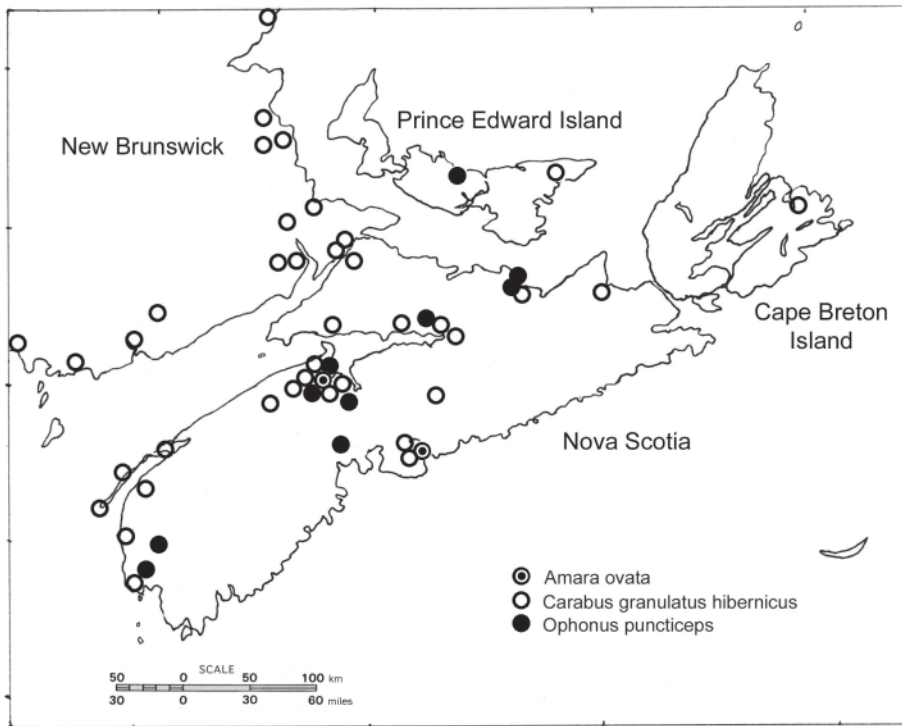 Prince Edward Island
New Brunswick
Cape Breton
Island
Nova Scotia
Amara ovata
Carabus granulatus hibernicus
Ophonus puncticeps
SCALE
50 0 50 100 km
30 0 30 60 miles